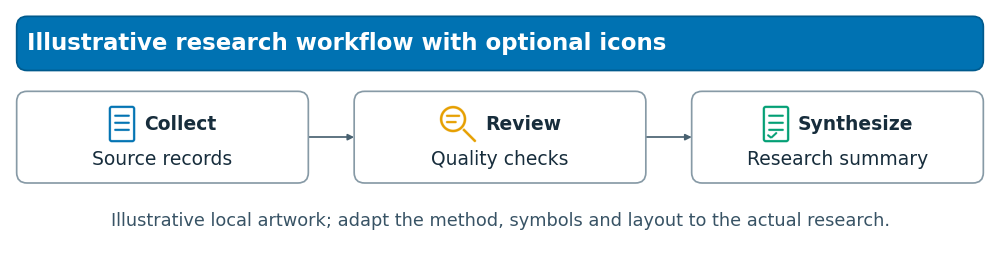 Illustrative research workflow with optional icons
Collect
Source records
Review
Quality checks
Synthesize
Research summary
Illustrative local artwork; adapt the method, symbols and layout to the actual research.